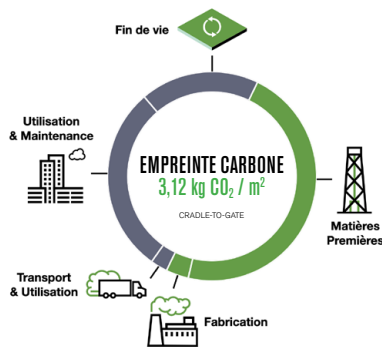 Fin de vie
Utilisation
& Maintenance
EMPREINTE CARBONE
3,12 kg CO₂ / m²
CRADLE-TO-GATE
Matières
Premières
Transport
& Utilisation
Fabrication